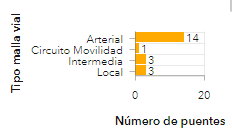 Tipo malla vial
Arterial 14
Circuito Movilidad 1
Intermedia 3
Local 3
0 20
Número de puentes